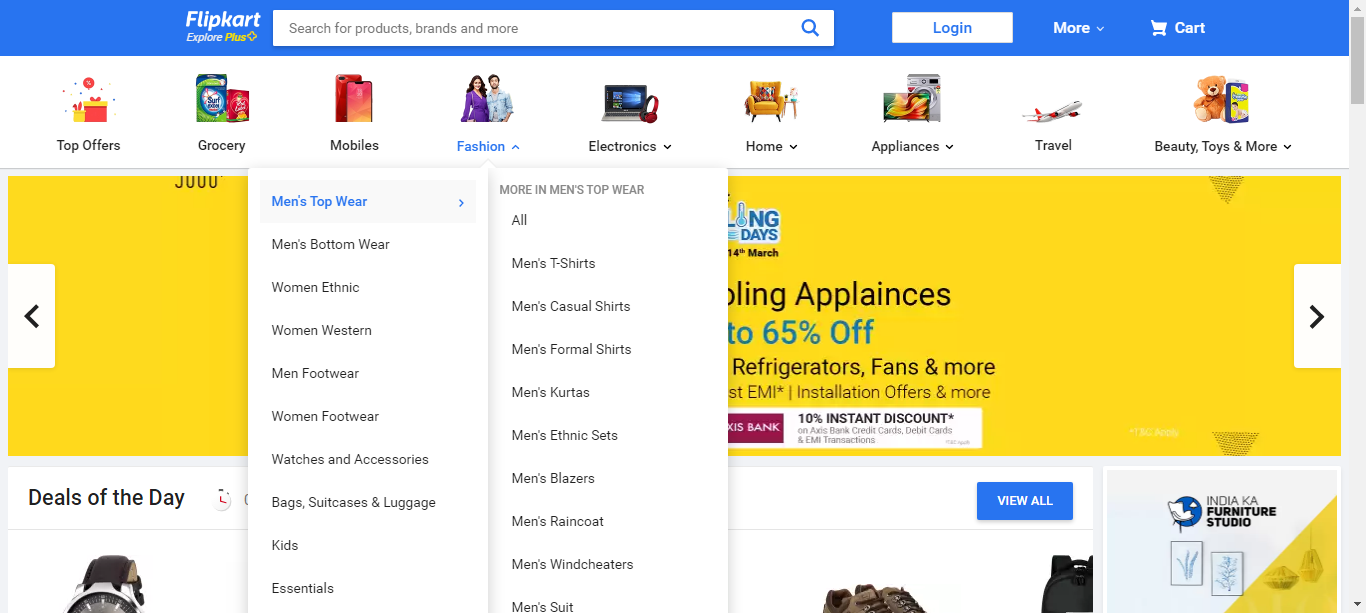 Flipkart
Explore Plus
Search for products, brands and more
Login
More
Cart
Top Offers
Grocery
Mobiles
Fashion
Electronics
Home
Appliances
Travel
Beauty, Toys & More
Men's Top Wear
Men's Bottom Wear
Women Ethnic
Women Western
Men Footwear
Women Footwear
Watches and Accessories
Bags, Suitcases & Luggage
Kids
Essentials
MORE IN MEN'S TOP WEAR
All
Men's T-Shirts
Men's Casual Shirts
Men's Formal Shirts
Men's Kurtas
Men's Ethnic Sets
Men's Blazers
Men's Raincoat
Men's Windcheaters
Men's Suit
LING
DAYS
14th March
oling Applainces
to 65% Off
Refrigerators, Fans & more
st EMI* | Installation Offers & more
XIS BANK
10% INSTANT DISCOUNT*
on Axis Bank Credit Cards, Debit Cards
& EMI Transactions
*T&C Apply
*T&C Apply
Deals of the Day
VIEW ALL
INDIA KA
FURNITURE
STUDIO